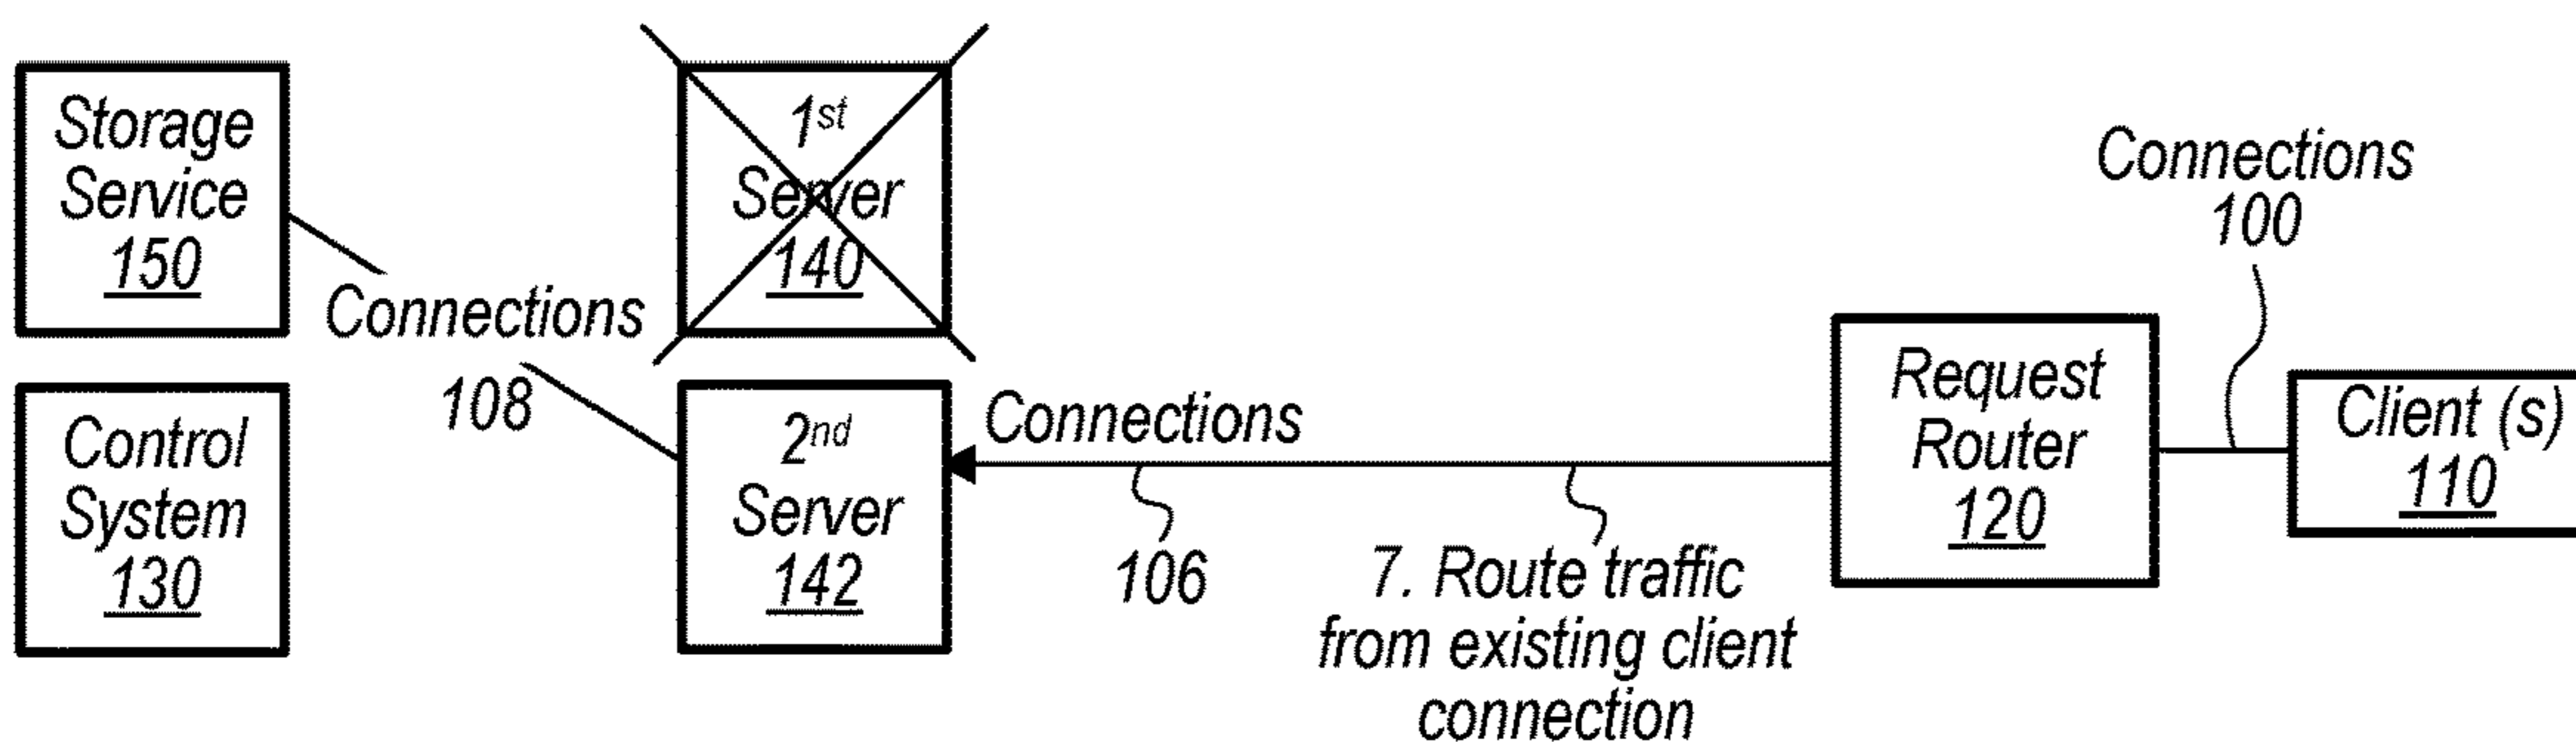 Storage
Service
150
Connections
108
Control
System
130
1st
Server
140
2nd
Server
142
Connections
106
7. Route traffic
from existing client
connection
Request
Router
120
Connections
100
Client (s)
110